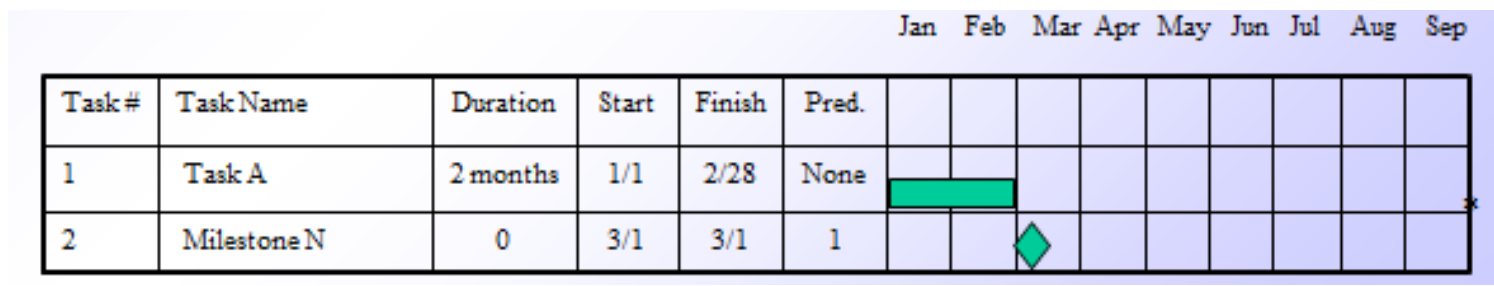 Jan Feb Mar Apr May Jun Jul Aug Sep
Task # Task Name Duration Start Finish Pred.
1 Task A 2 months 1/1 2/28 None
2 Milestone N 0 3/1 3/1 1